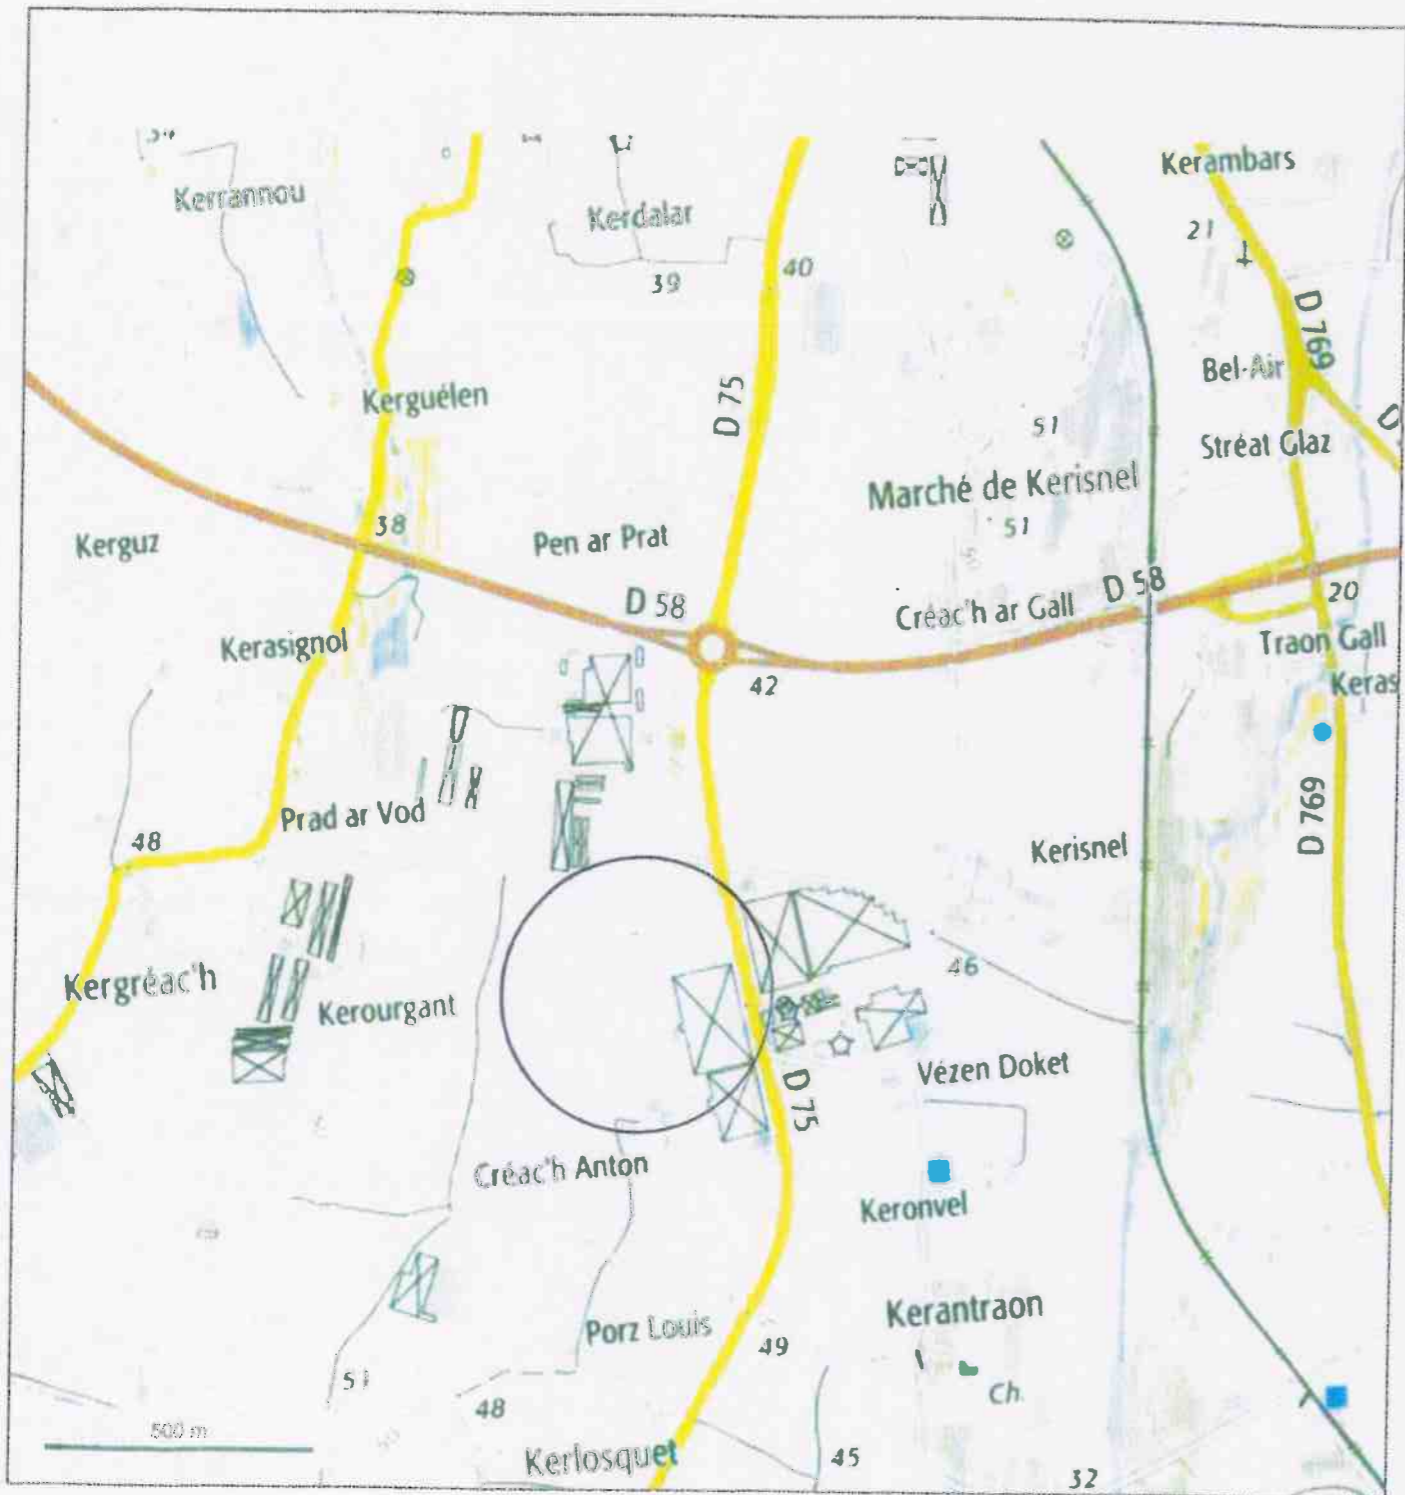 Kerambars
Kerrannou
Kerdalar
21
40
39
D 769
Bel-Air
Kerguélen
D 75
D
51
Stréat Glaz
Marché de Kerisnel
51
38
Pen ar Prat
Kerguz
D 58
D 58
Créac'h ar Gall
20
Kerasignol
Traon Gall
42
Keras
D 769
Prad ar Vod
48
Kerisnel
46
Kergréac'h
Kerourgant
Vézen Doket
D 75
Créac'h Anton
Keronvel
Kerantraon
Porz Louis
49
51
Ch.
48
500 m
Kerlosquet
45
32